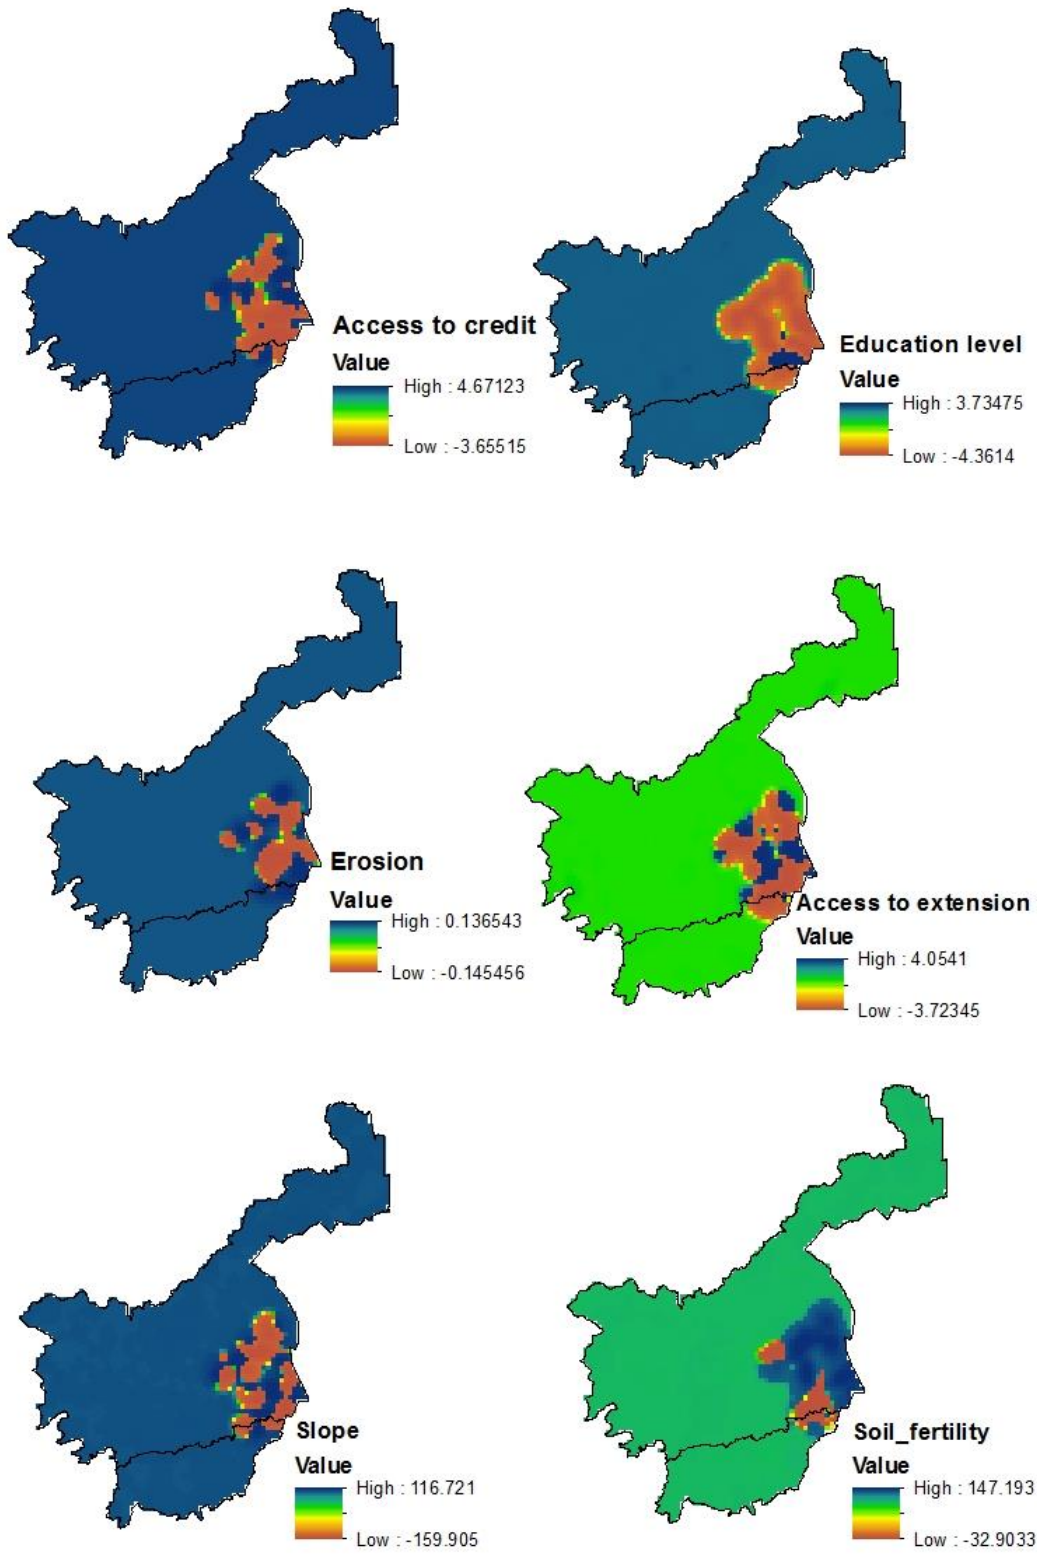 Access to credit
Value
High : 4.67123
Low : -3.65515
Education level
Value
High : 3.73475
Low : -4.3614
Erosion
Value
High : 0.136543
Low : -0.145456
Access to extension
Value
High : 4.0541
Low : -3.72345
Slope
Value
High : 116.721
Low : -159.905
Soil_fertility
Value
High : 147.193
Low : -32.9033